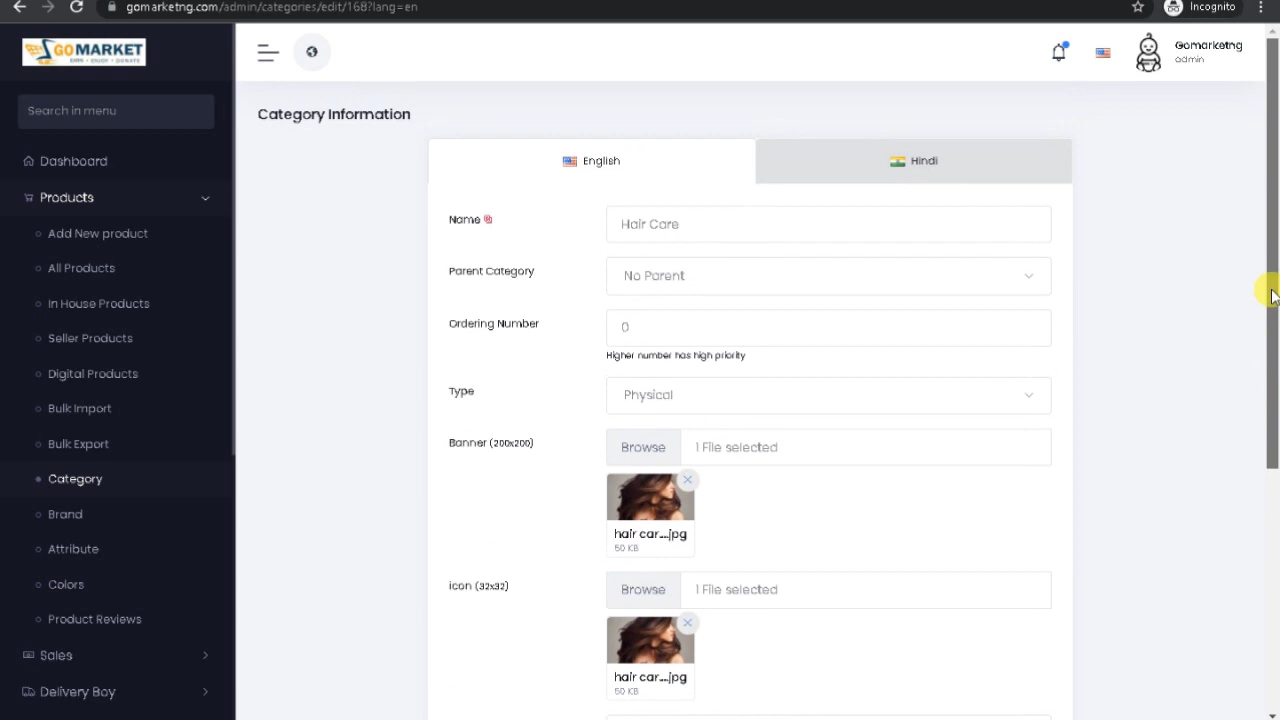 gomarketng.com/admin/categories/edit/168?lang=en
Incognito
GOMARKET
EARN - ENJOY - DONATE
Gomarketng
admin
Search in menu
Dashboard
Products
Add New product
All Products
In House Products
Seller Products
Digital Products
Bulk Import
Bulk Export
Category
Brand
Attribute
Colors
Product Reviews
Sales
Delivery Boy
Category Information
English
Hindi
Name
Hair Care
Parent Category
No Parent
Ordering Number
0
Higher number has high priority
Type
Physical
Banner (200x200)
Browse
1 File selected
hair car....jpg
50 KB
icon (32x32)
Browse
1 File selected
hair car....jpg
50 KB